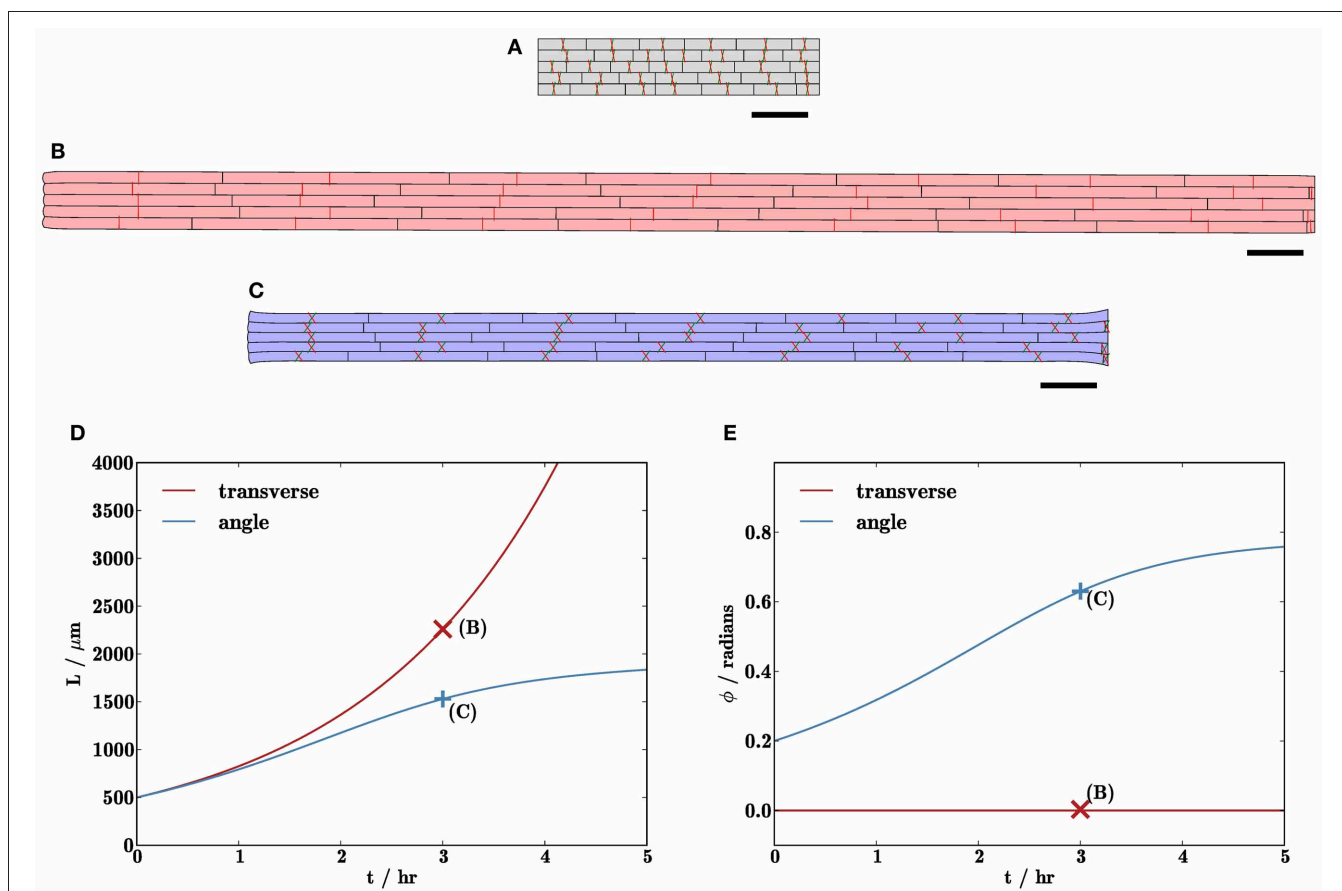 A
B
C
D
E
4000
3500
3000
2500
2000
1500
1000
500
0
L / μm
transverse
angle
(B)
(C)
0 1 2 3 4 5
t / hr
0.8
0.6
0.4
0.2
0.0
ϕ / radians
transverse
angle
(C)
(B)
0 1 2 3 4 5
t / hr